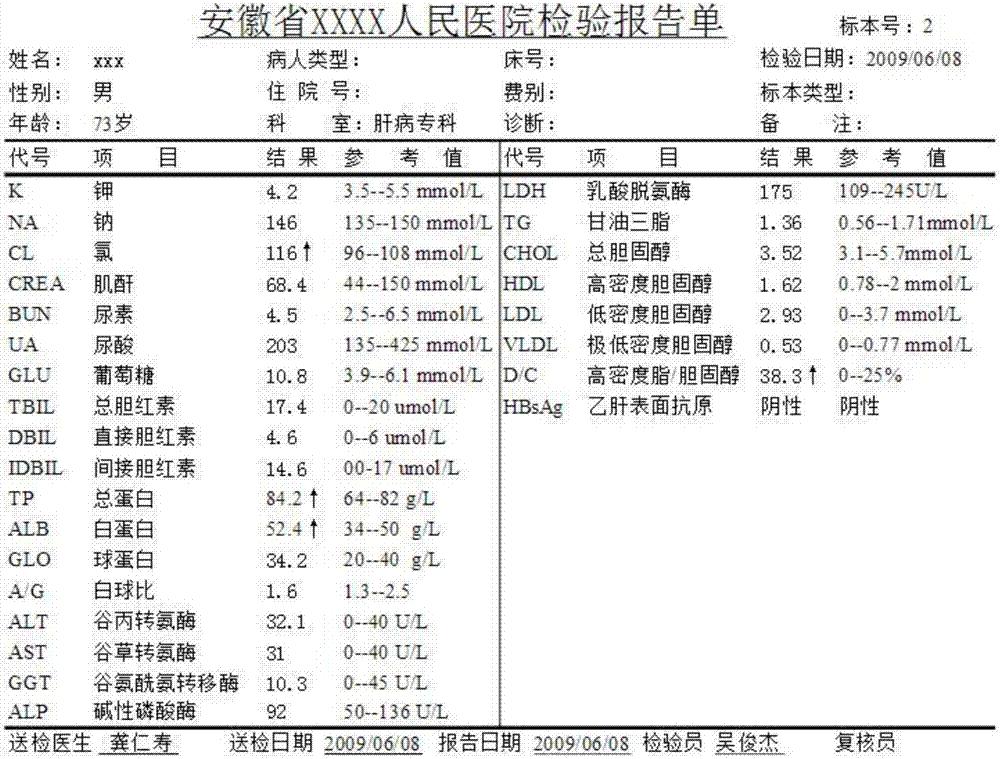 安徽省XXXX人民医院检验报告单 标本号：2
姓名： xxx 病人类型： 床号： 检验日期：2009/06/08
性别： 男 住 院 号： 费别： 标本类型：
年龄： 73岁 科 室：肝病专科 诊断： 备 注：
代号 项 目 结 果 参 考 值 代号 项 目 结 果 参 考 值
K 钾 4.2 3.5--5.5 mmol/L LDH 乳酸脱氨酶 175 109--245U/L
NA 钠 146 135--150 mmol/L TG 甘油三脂 1.36 0.56--1.71mmol/L
CL 氯 116↑ 96--108 mmol/L CHOL 总胆固醇 3.52 3.1--5.7mmol/L
CREA 肌酐 68.4 44--150 mmol/L HDL 高密度胆固醇 1.62 0.78--2 mmol/L
BUN 尿素 4.5 2.5--6.5 mmol/L LDL 低密度胆固醇 2.93 0--3.7 mmol/L
UA 尿酸 203 135--425 mmol/L VLDL 极低密度胆固醇 0.53 0--0.77 mmol/L
GLU 葡萄糖 10.8 3.9--6.1 mmol/L D/C 高密度脂/胆固醇 38.3↑ 0--25%
TBIL 总胆红素 17.4 0--20 umol/L HBsAg 乙肝表面抗原 阴性 阴性
DBIL 直接胆红素 4.6 0--6 umol/L
IDBIL 间接胆红素 14.6 00-17 umol/L
TP 总蛋白 84.2↑ 64--82 g/L
ALB 白蛋白 52.4↑ 34--50 g/L
GLO 球蛋白 34.2 20--40 g/L
A/G 白球比 1.6 1.3--2.5
ALT 谷丙转氨酶 32.1 0--40 U/L
AST 谷草转氨酶 31 0--40 U/L
GGT 谷氨酰氨转移酶 10.3 0--45 U/L
ALP 碱性磷酸酶 92 50--136 U/L
送检医生 龚仁寿 送检日期 2009/06/08 报告日期 2009/06/08 检验员 吴俊杰 复核员